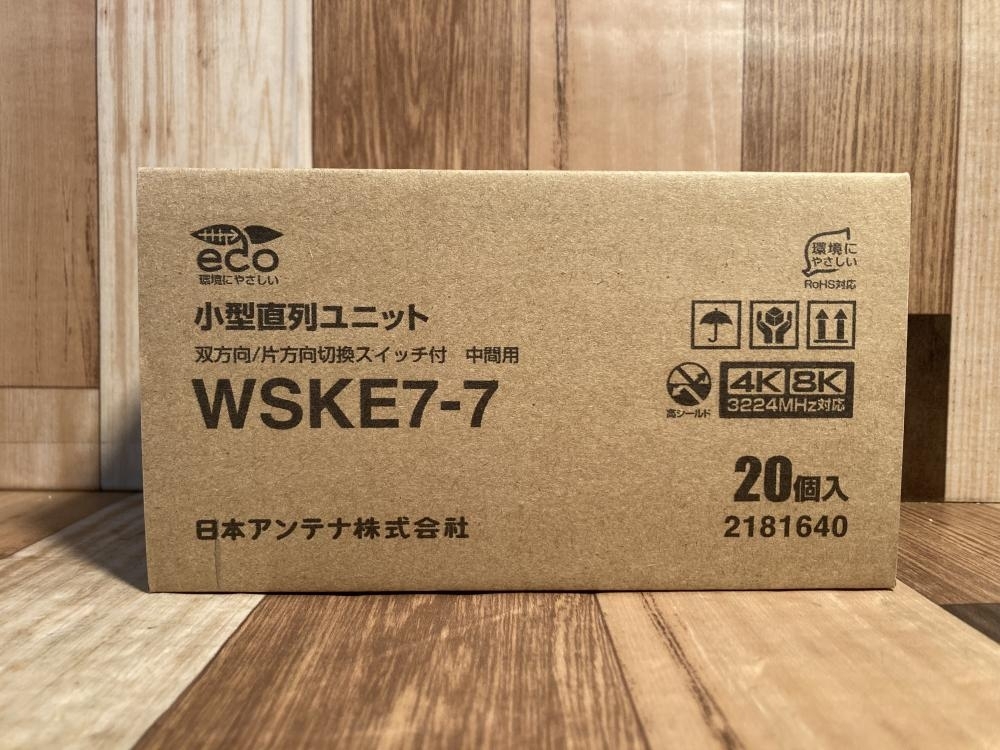 eco
環境にやさしい
環境に
やさしい
RoHS対応
小型直列ユニット
双方向/片方向切換スイッチ付 中間用
WSKE7-7
高シールド
4K 8K
3224MHz対応
20個入
日本アンテナ株式会社
2181640